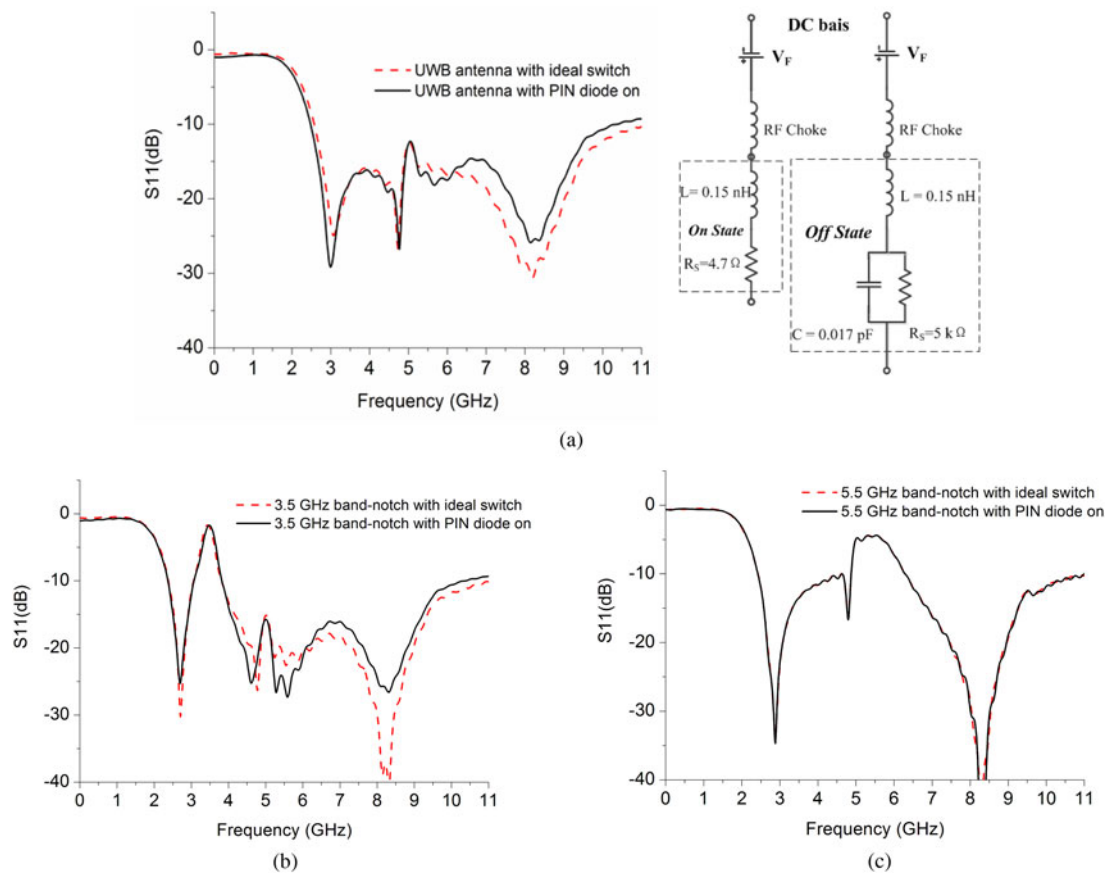 0
-10
-20
-30
-40
S11(dB)
UWB antenna with ideal switch
UWB antenna with PIN diode on
0 1 2 3 4 5 6 7 8 9 10 11
Frequency (GHz)
DC bais
V_F
V_F
RF Choke
RF Choke
L= 0.15 nH
L = 0.15 nH
On State
Off State
R_S=4.7 Ω
C = 0.017 pF
R_S=5 k Ω
(a)
0
-10
-20
-30
-40
S11(dB)
3.5 GHz band-notch with ideal switch
3.5 GHz band-notch with PIN diode on
0 1 2 3 4 5 6 7 8 9 10 11
Frequency (GHz)
(b)
0
-10
-20
-30
-40
S11(dB)
5.5 GHz band-notch with ideal switch
5.5 GHz band-notch with PIN diode on
0 1 2 3 4 5 6 7 8 9 10 11
Frequency (GHz)
(c)